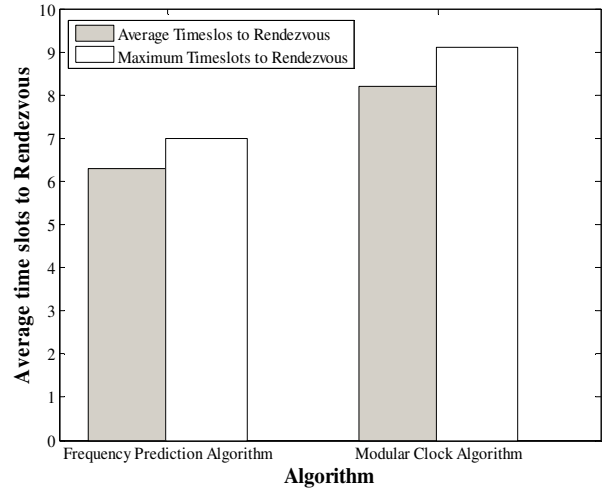 Average Timeslos to Rendezvous
Maximum Timeslots to Rendezvous
10
9
8
7
6
5
4
3
2
1
0
Average time slots to Rendezvous
Frequency Prediction Algorithm
Modular Clock Algorithm
Algorithm